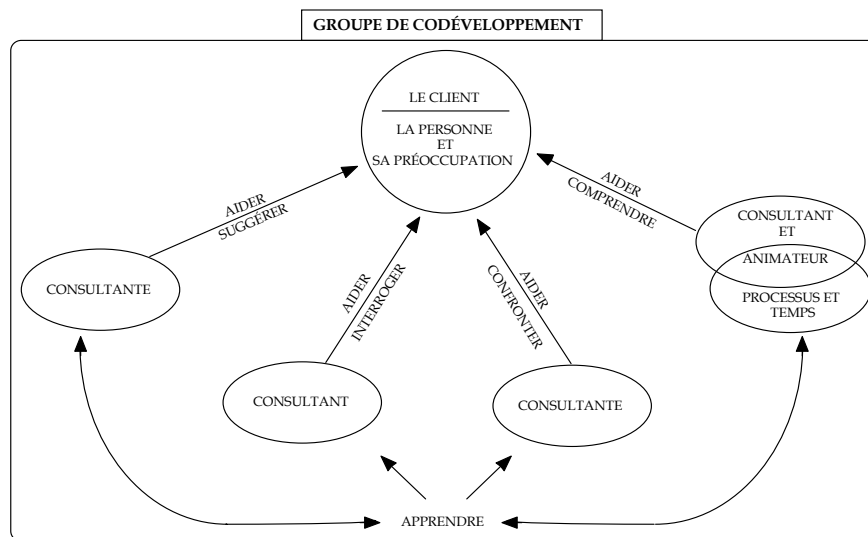 GROUPE DE CODÉVELOPPEMENT
LE CLIENT
LA PERSONNE
ET
SA PRÉOCCUPATION
AIDER
SUGGÉRER
AIDER
INTERROGER
AIDER
CONFRONTER
AIDER
COMPRENDRE
CONSULTANTE
CONSULTANT
CONSULTANTE
CONSULTANT
ET
ANIMATEUR
PROCESSUS ET
TEMPS
APPRENDRE